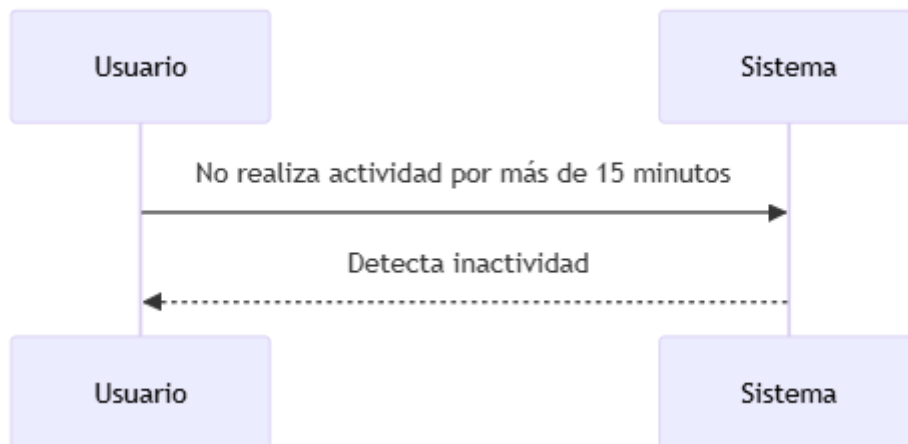 Usuario
Sistema
No realiza actividad por más de 15 minutos
Detecta inactividad
Usuario
Sistema